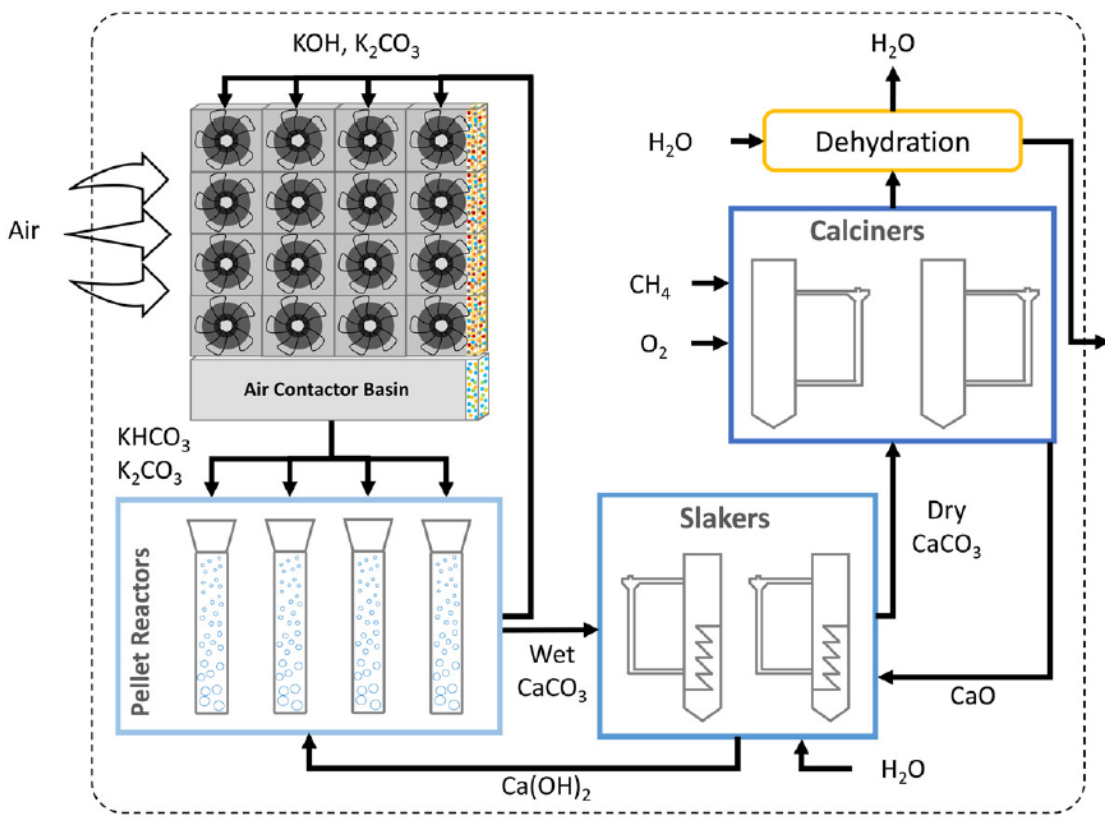 KOH, K₂CO₃
H₂O
H₂O
Dehydration
Air
Calciners
CH₄
O₂
Air Contactor Basin
KHCO₃
K₂CO₃
Slakers
Dry
CaCO₃
Pellet Reactors
Wet
CaCO₃
CaO
H₂O
Ca(OH)₂